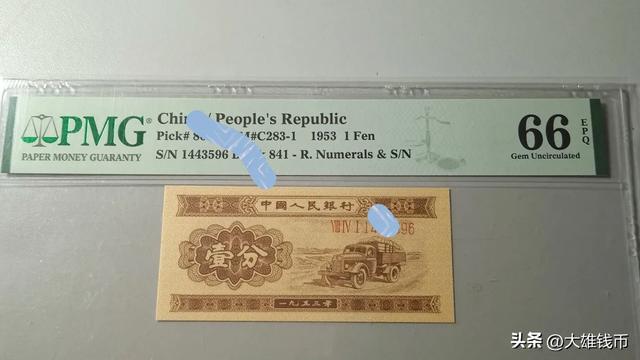 PMG
PAPER MONEY GUARANTY
People's Republic
Pick# M#C283-1 1953 1 Fen
S/N 1443596 841 - R. Numerals & S/N
66
EPQ
Gem Uncirculated
中國人民銀行
壹分
一九五三年
头条 @大雄钱币